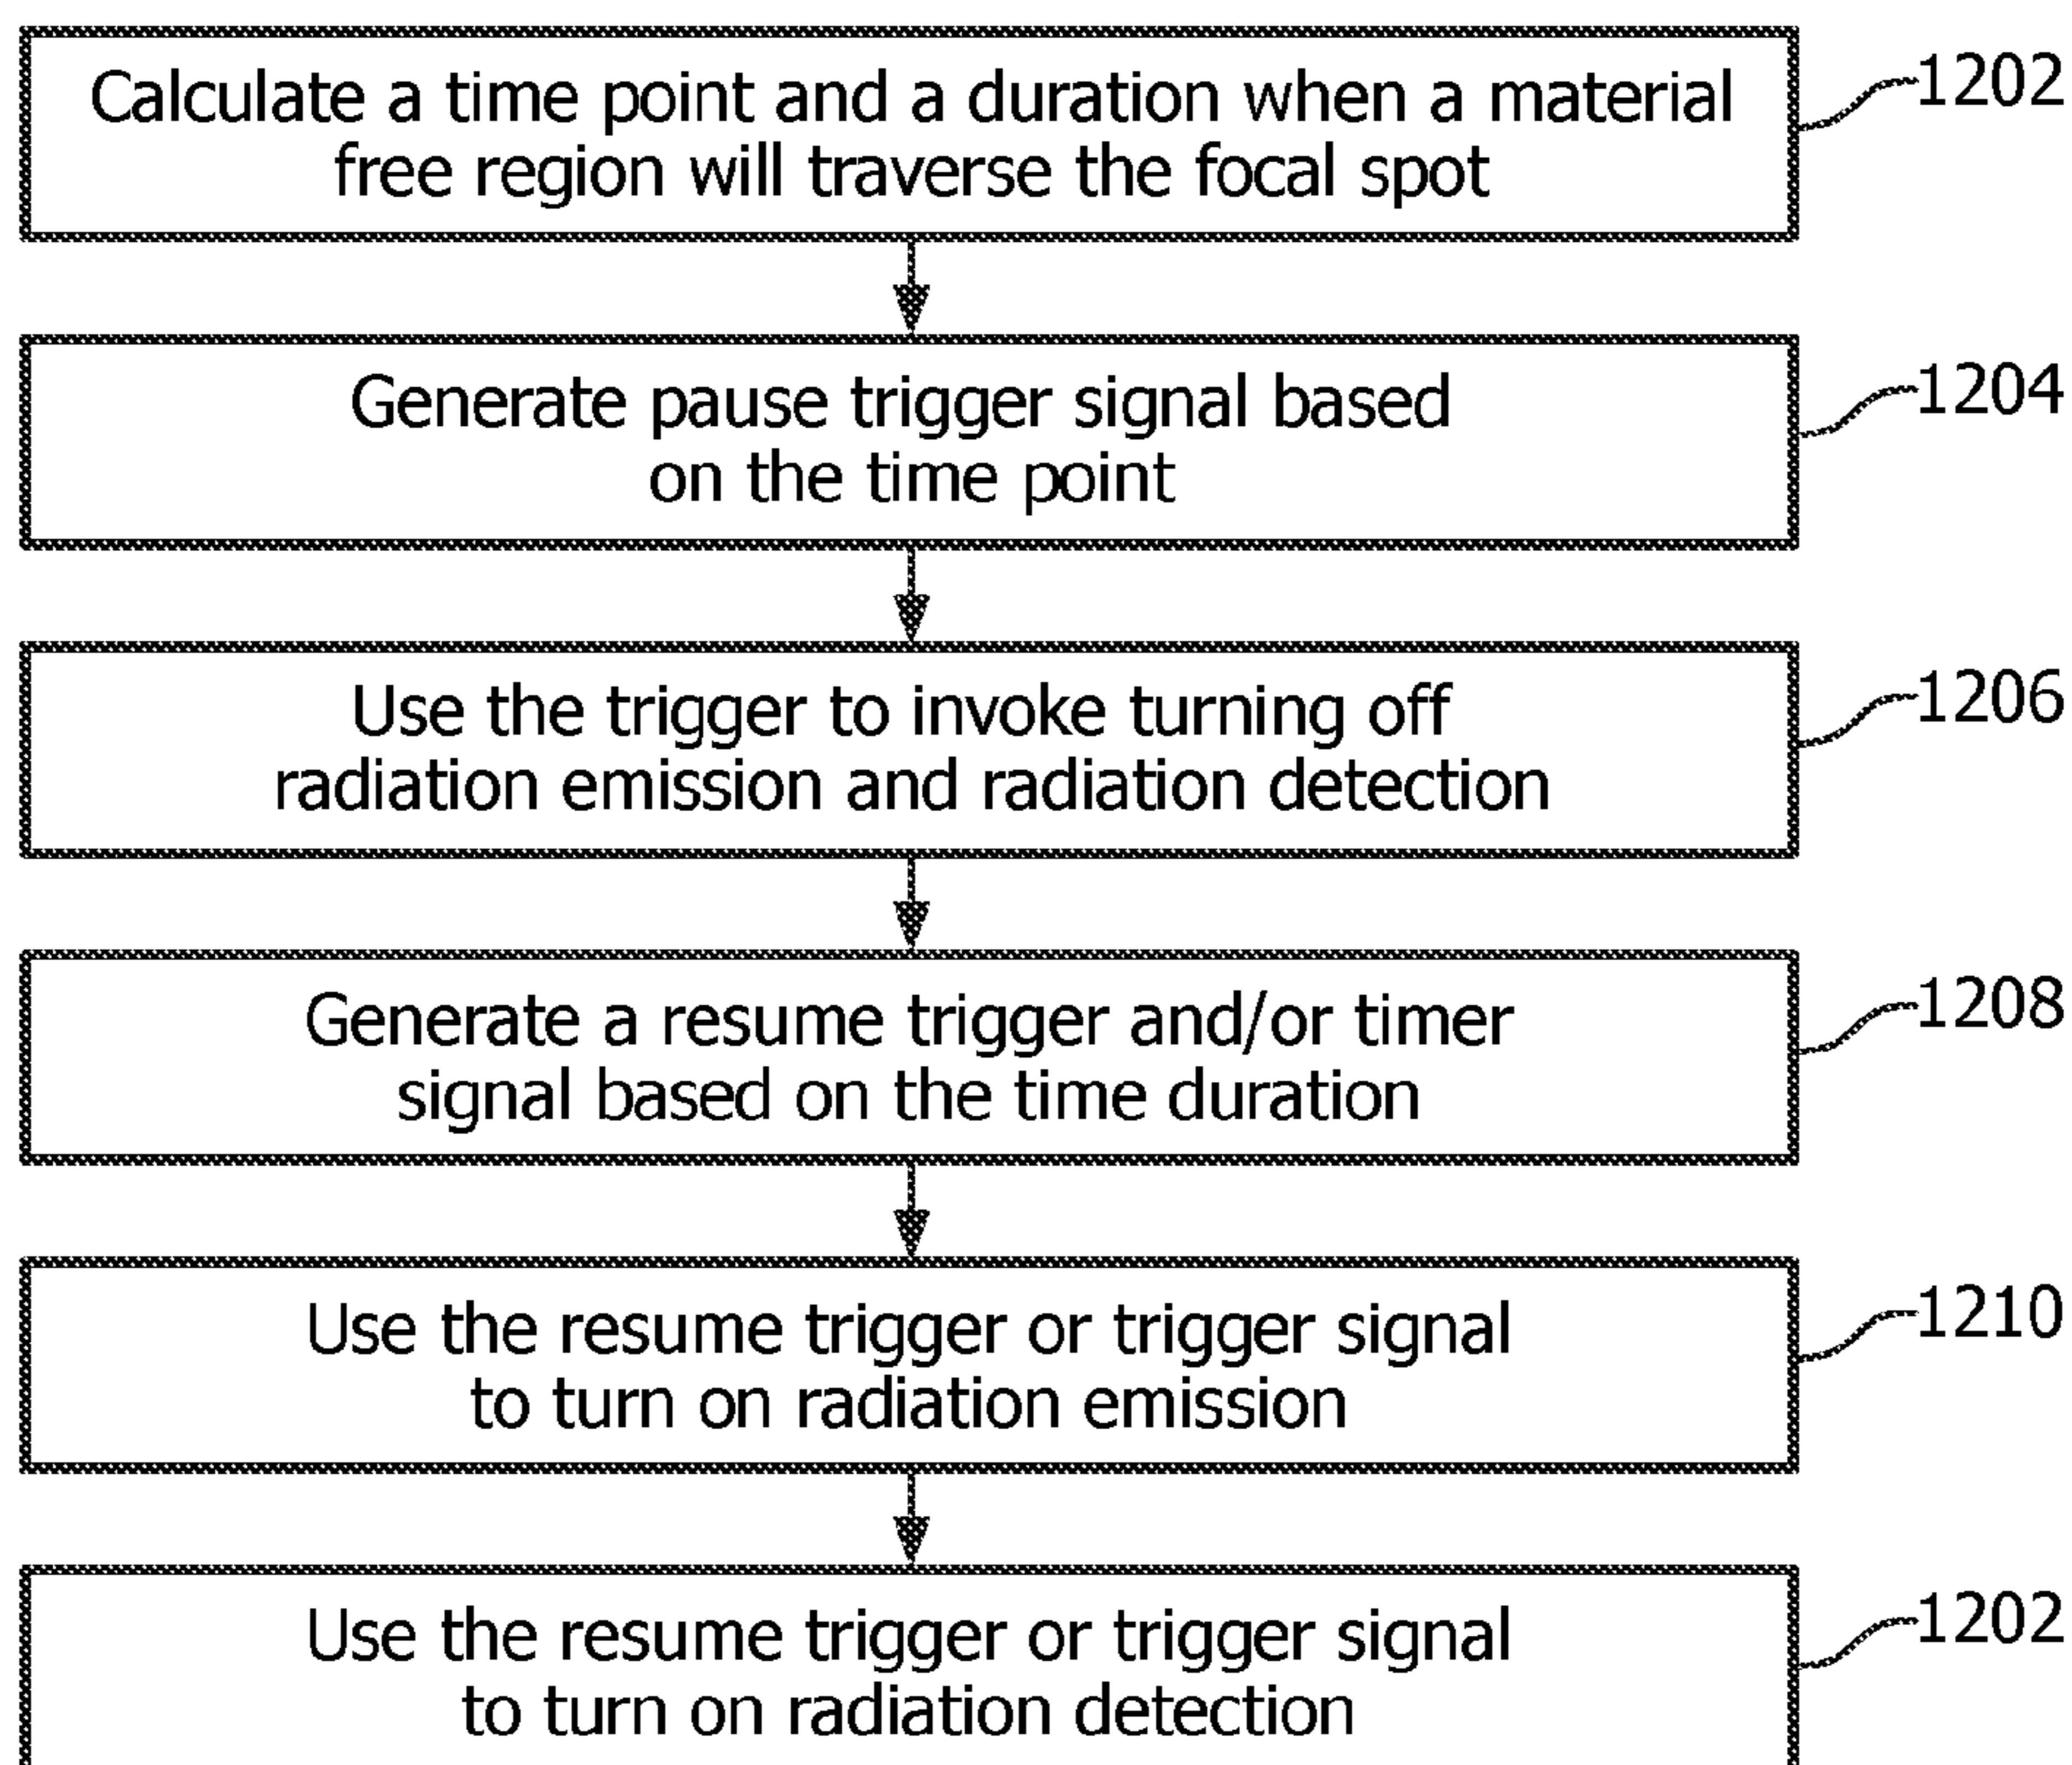 Calculate a time point and a duration when a material
free region will traverse the focal spot
1202
Generate pause trigger signal based
on the time point
1204
Use the trigger to invoke turning off
radiation emission and radiation detection
1206
Generate a resume trigger and/or timer
signal based on the time duration
1208
Use the resume trigger or trigger signal
to turn on radiation emission
1210
Use the resume trigger or trigger signal
to turn on radiation detection
1202